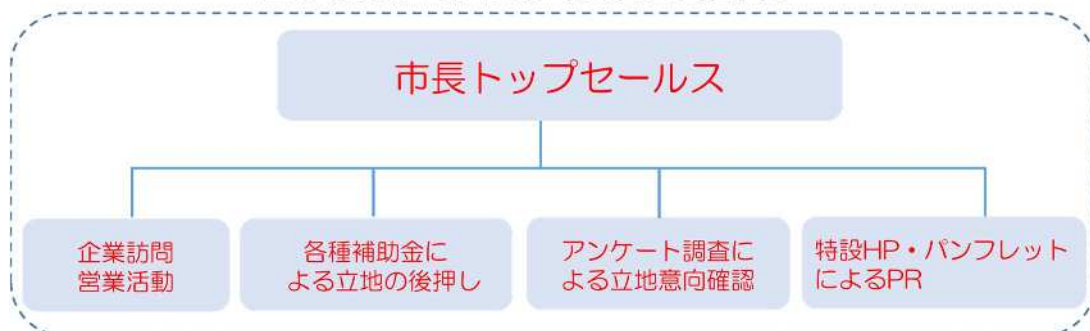 市長トップセールス
企業訪問
営業活動
各種補助金に
よる立地の後押し
アンケート調査に
よる立地意向確認
特設HP・パンフレット
によるPR